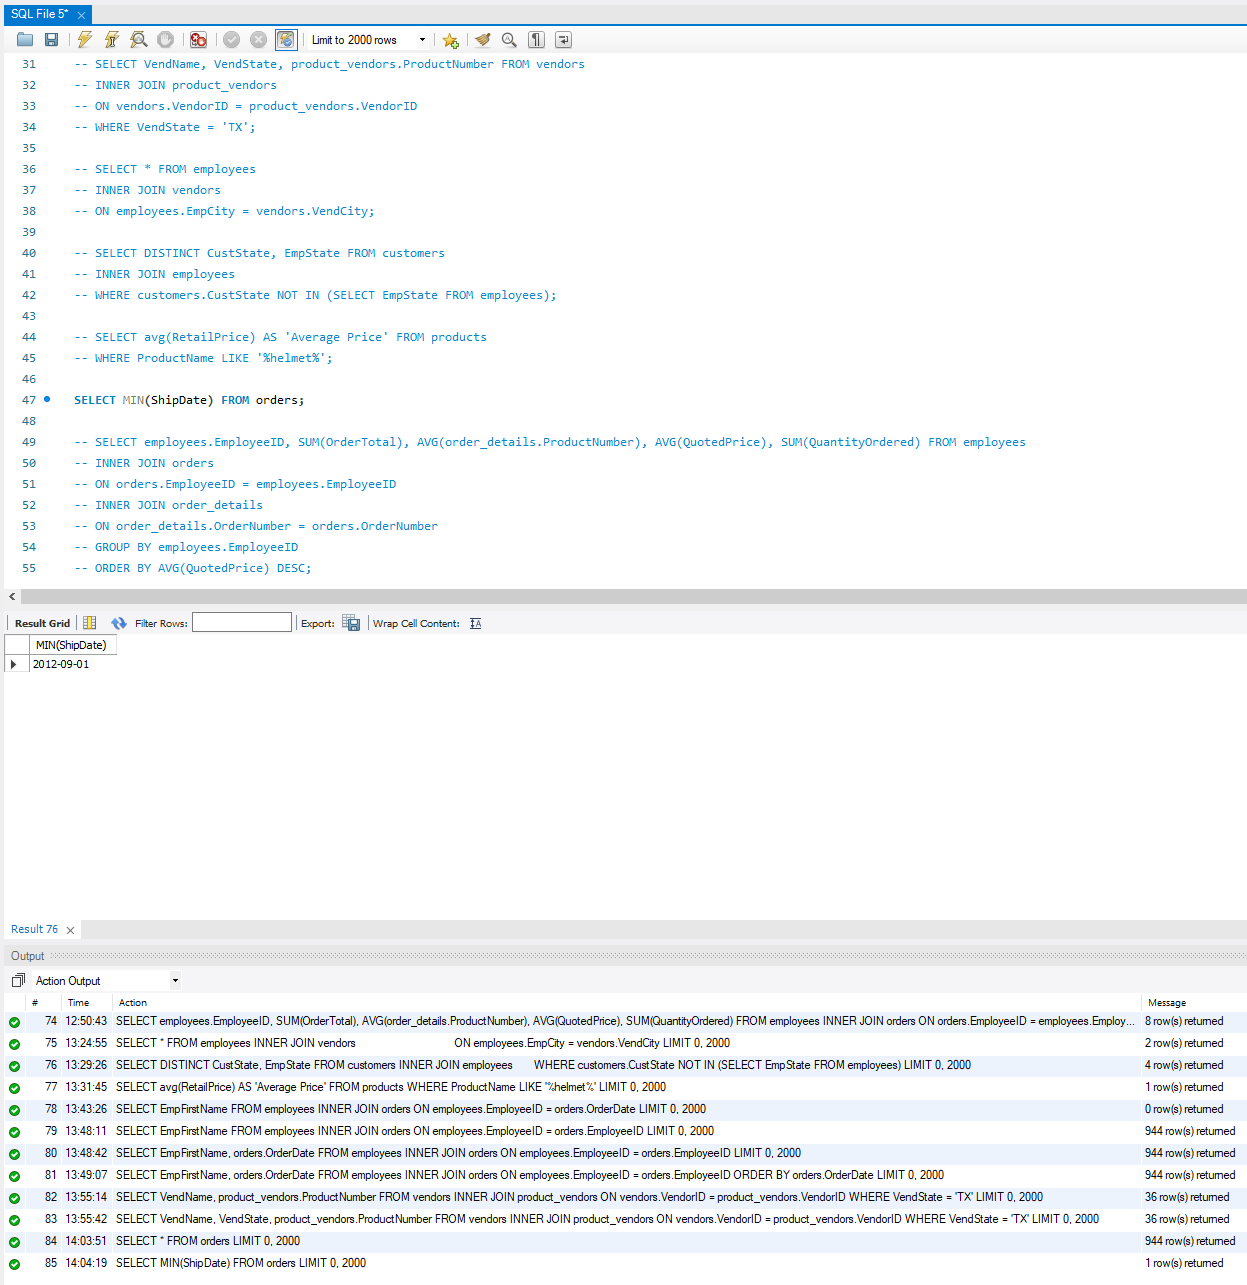 SQL File 5*
Limit to 2000 rows
31 -- SELECT VendName, VendState, product_vendors.ProductNumber FROM vendors
32 -- INNER JOIN product_vendors
33 -- ON vendors.VendorID = product_vendors.VendorID
34 -- WHERE VendState = 'TX';
35
36 -- SELECT * FROM employees
37 -- INNER JOIN vendors
38 -- ON employees.EmpCity = vendors.VendCity;
39
40 -- SELECT DISTINCT CustState, EmpState FROM customers
41 -- INNER JOIN employees
42 -- WHERE customers.CustState NOT IN (SELECT EmpState FROM employees);
43
44 -- SELECT avg(RetailPrice) AS 'Average Price' FROM products
45 -- WHERE ProductName LIKE '%helmet%';
46
47 SELECT MIN(ShipDate) FROM orders;
48
49 -- SELECT employees.EmployeeID, SUM(OrderTotal), AVG(order_details.ProductNumber), AVG(QuotedPrice), SUM(QuantityOrdered) FROM employees
50 -- INNER JOIN orders
51 -- ON orders.EmployeeID = employees.EmployeeID
52 -- INNER JOIN order_details
53 -- ON order_details.OrderNumber = orders.OrderNumber
54 -- GROUP BY employees.EmployeeID
55 -- ORDER BY AVG(QuotedPrice) DESC;
Result Grid Filter Rows: Export: Wrap Cell Content:
MIN(ShipDate)
2012-09-01
Result 76
Output
Action Output
# Time Action Message
74 12:50:43 SELECT employees.EmployeeID, SUM(OrderTotal), AVG(order_details.ProductNumber), AVG(QuotedPrice), SUM(QuantityOrdered) FROM employees INNER JOIN orders ON orders.EmployeeID = employees.Employ... 8 row(s) returned
75 13:24:55 SELECT * FROM employees INNER JOIN vendors ON employees.EmpCity = vendors.VendCity LIMIT 0, 2000 2 row(s) returned
76 13:29:26 SELECT DISTINCT CustState, EmpState FROM customers INNER JOIN employees WHERE customers.CustState NOT IN (SELECT EmpState FROM employees) LIMIT 0, 2000 4 row(s) returned
77 13:31:45 SELECT avg(RetailPrice) AS 'Average Price' FROM products WHERE ProductName LIKE '%helmet%' LIMIT 0, 2000 1 row(s) returned
78 13:43:26 SELECT EmpFirstName FROM employees INNER JOIN orders ON employees.EmployeeID = orders.OrderDate LIMIT 0, 2000 0 row(s) returned
79 13:48:11 SELECT EmpFirstName FROM employees INNER JOIN orders ON employees.EmployeeID = orders.EmployeeID LIMIT 0, 2000 944 row(s) returned
80 13:48:42 SELECT EmpFirstName, orders.OrderDate FROM employees INNER JOIN orders ON employees.EmployeeID = orders.EmployeeID LIMIT 0, 2000 944 row(s) returned
81 13:49:07 SELECT EmpFirstName, orders.OrderDate FROM employees INNER JOIN orders ON employees.EmployeeID = orders.EmployeeID ORDER BY orders.OrderDate LIMIT 0, 2000 944 row(s) returned
82 13:55:14 SELECT VendName, product_vendors.ProductNumber FROM vendors INNER JOIN product_vendors ON vendors.VendorID = product_vendors.VendorID WHERE VendState = 'TX' LIMIT 0, 2000 36 row(s) returned
83 13:55:42 SELECT VendName, VendState, product_vendors.ProductNumber FROM vendors INNER JOIN product_vendors ON vendors.VendorID = product_vendors.VendorID WHERE VendState = 'TX' LIMIT 0, 2000 36 row(s) returned
84 14:03:51 SELECT * FROM orders LIMIT 0, 2000 944 row(s) returned
85 14:04:19 SELECT MIN(ShipDate) FROM orders LIMIT 0, 2000 1 row(s) returned